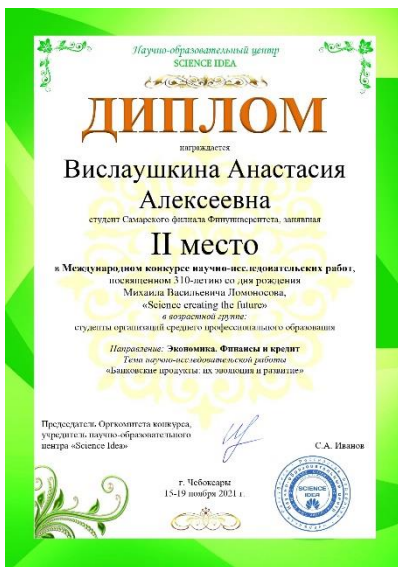 Научно-образовательный центр
SCIENCE IDEA
ДИПЛОМ
награждается
Вислаушкина Анастасия
Алексеевна
студент Самарского филиала Финуниверситета, занявшая
II место
в Международном конкурсе научно-исследовательских работ,
посвященном 310-летию со дня рождения
Михаила Васильевича Ломоносова,
«Science creating the future»
в возрастной группе:
студенты организаций среднего профессионального образования
Направление: Экономика. Финансы и кредит
Тема научно-исследовательской работы
«Банковские продукты: их эволюция и развитие»
Председатель Оргкомитета конкурса,
учредитель научно-образовательного
центра «Science Idea»
С.А. Иванов
г. Чебоксары
15-19 ноября 2021 г.
SCIENCE
IDEA